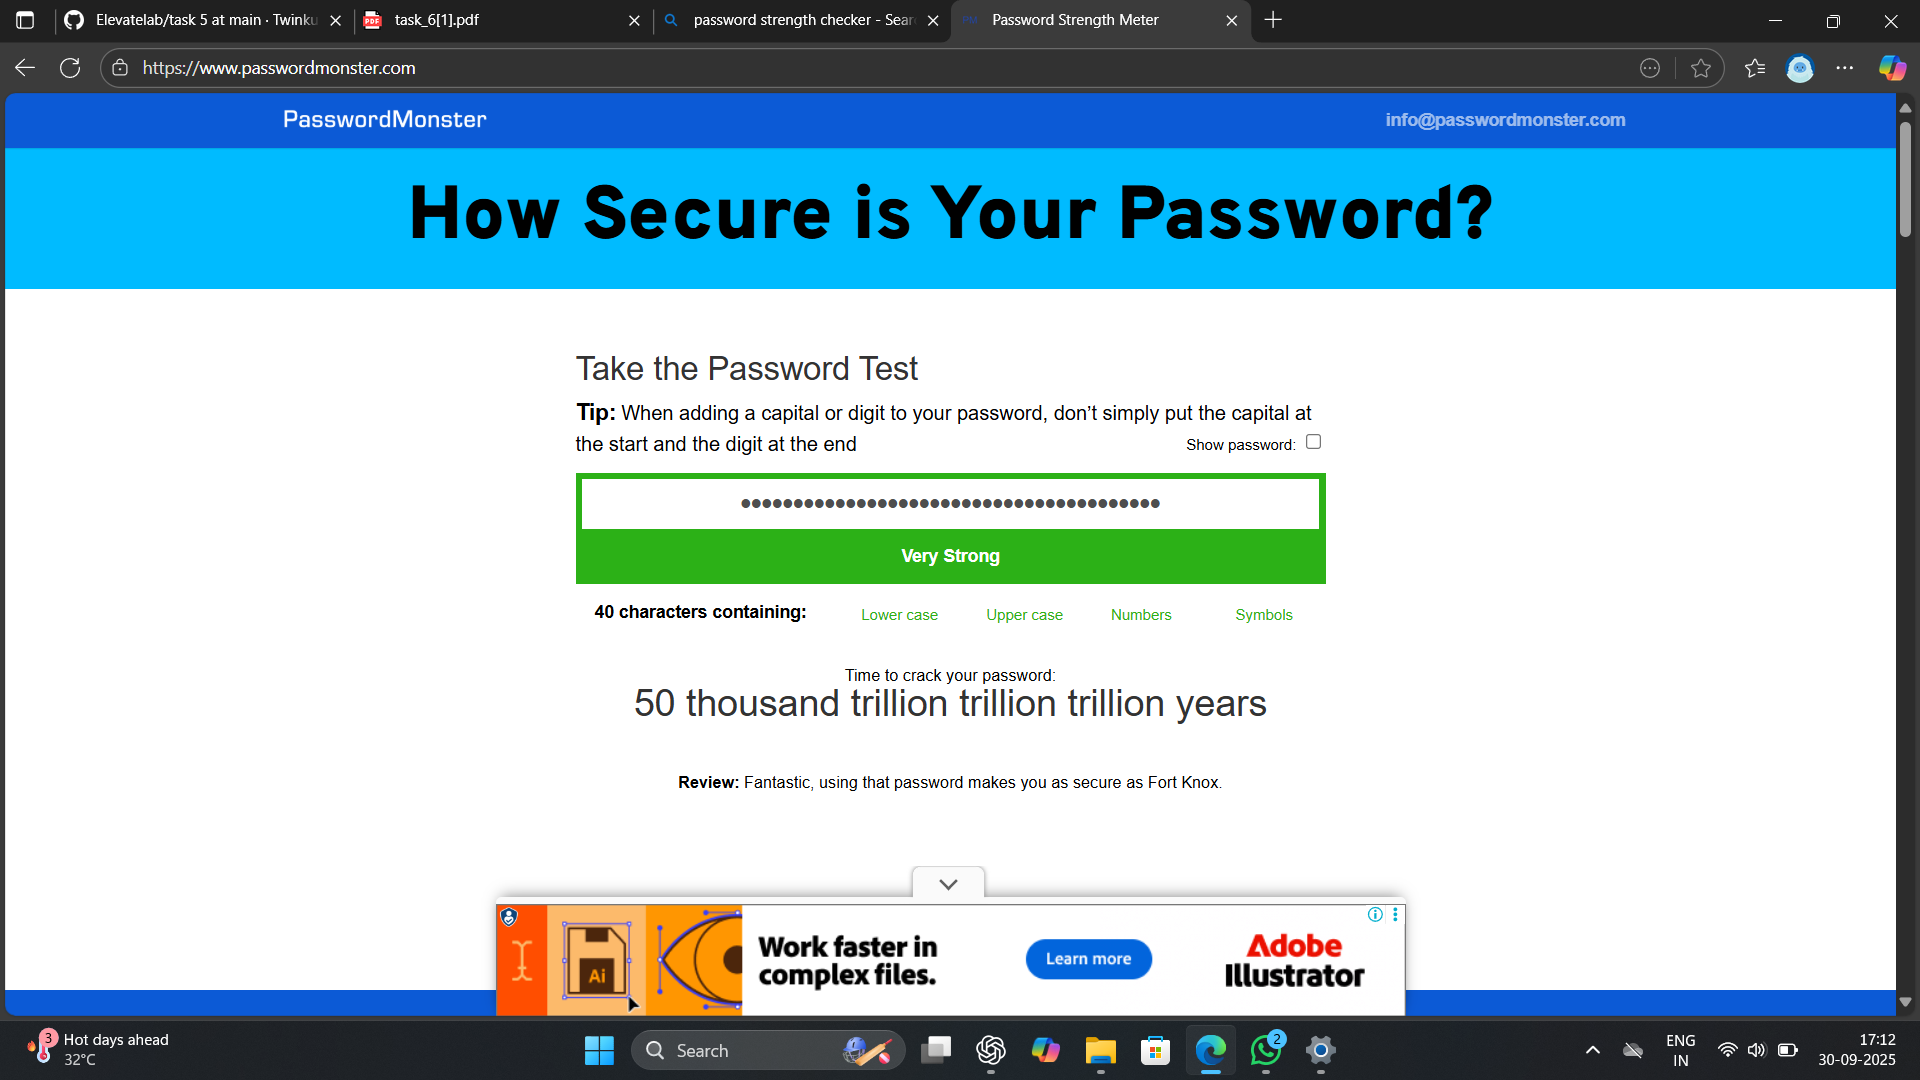 Elevatelab/task 5 at main · Twinku
task_6[1].pdf
password strength checker - Sear
Password Strength Meter
https://www.passwordmonster.com
PasswordMonster
info@passwordmonster.com
How Secure is Your Password?
Take the Password Test
Tip: When adding a capital or digit to your password, don’t simply put the capital at
the start and the digit at the end
Show password:
••••••••••••••••••••••••••••••••••••••••
Very Strong
40 characters containing:
Lower case
Upper case
Numbers
Symbols
Time to crack your password:
50 thousand trillion trillion trillion years
Review: Fantastic, using that password makes you as secure as Fort Knox.
Ai
Work faster in
complex files.
Learn more
Adobe
Illustrator
3
Hot days ahead
32°C
Search
2
ENG
IN
17:12
30-09-2025